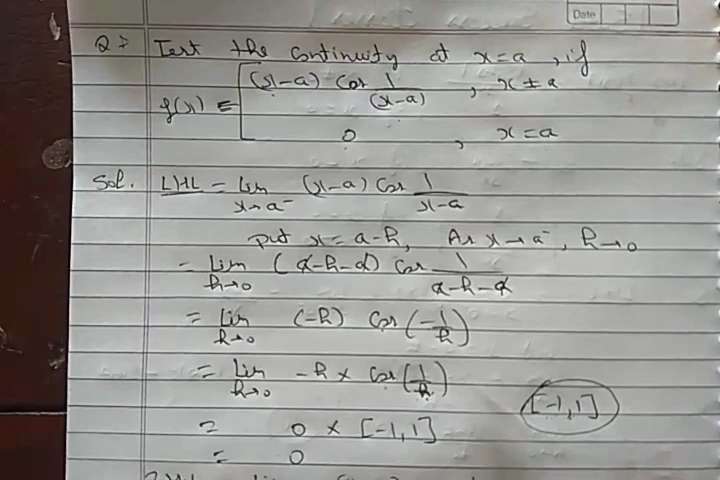 Date
Q⇒ Test the continuity at x=a, if
f(x) = [ (x-a) cos 1/(x-a) , x ≠ a
0 , x = a
Sol. LHL = Lim x→a⁻ (x-a) cos 1/(x-a)
put x = a-h, As x→a⁻, h→0
= Lim h→0 (a-h-a) cos 1/(a-h-a)
= Lim h→0 (-h) cos (-1/h)
= Lim h→0 -h × cos (1/h)
[-1,1]
= 0 × [-1,1]
= 0